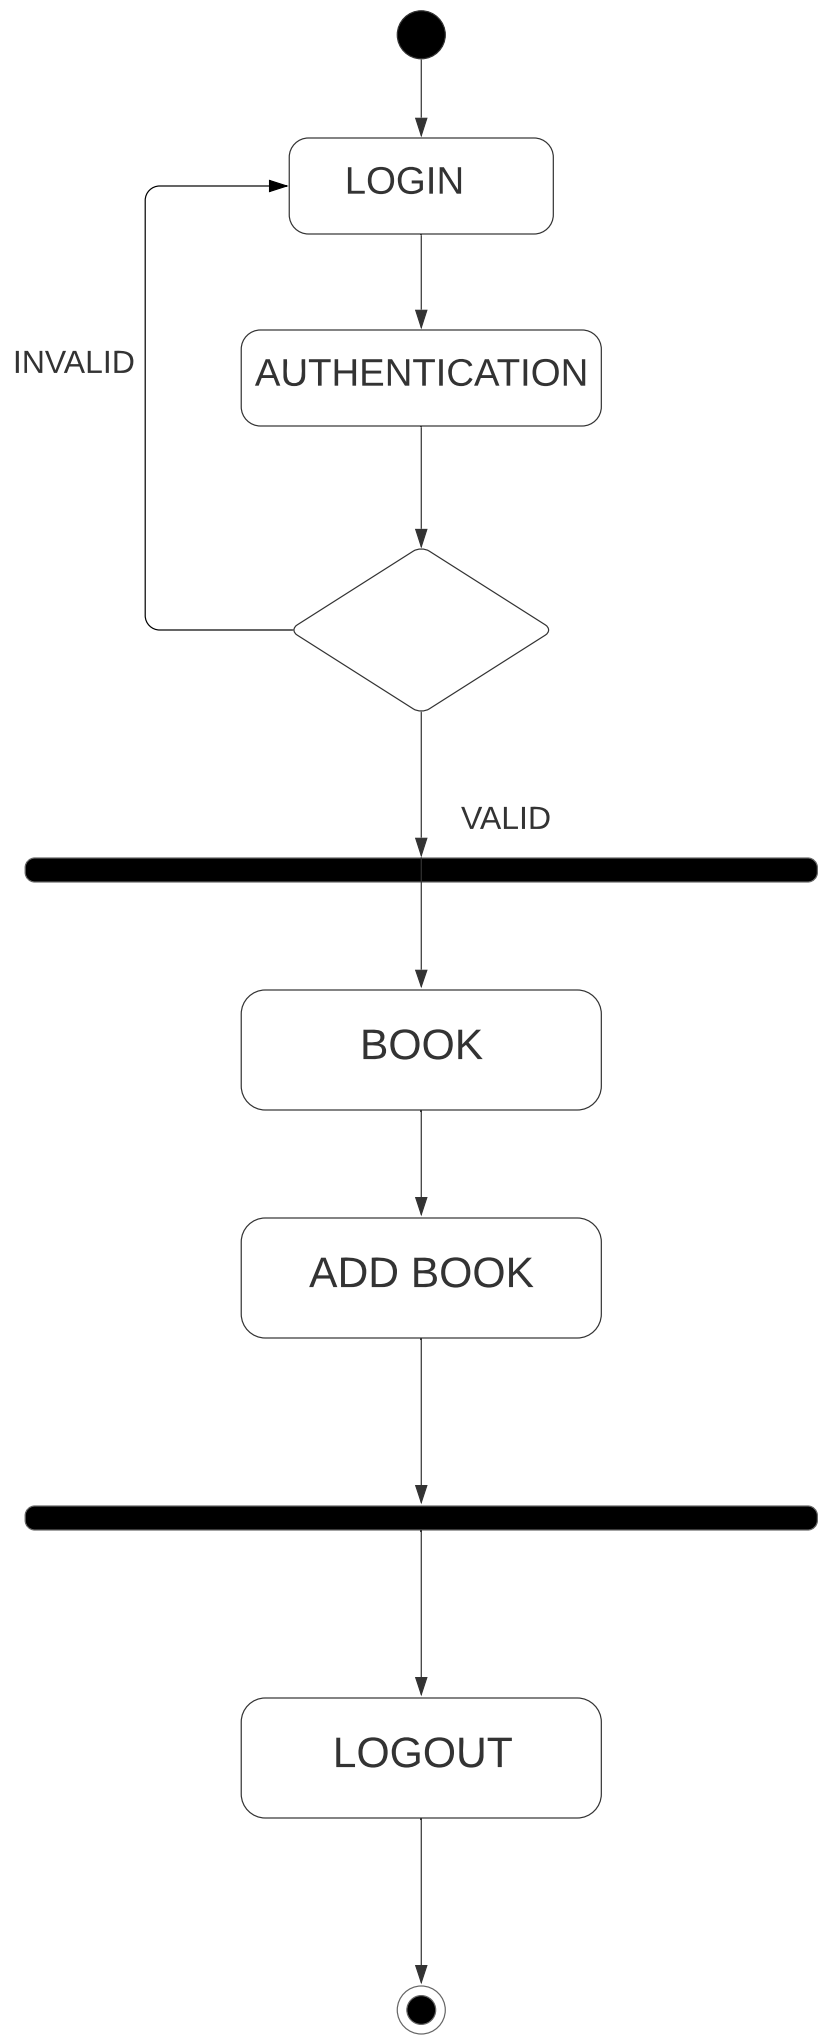 LOGIN
INVALID
AUTHENTICATION
VALID
BOOK
ADD BOOK
LOGOUT